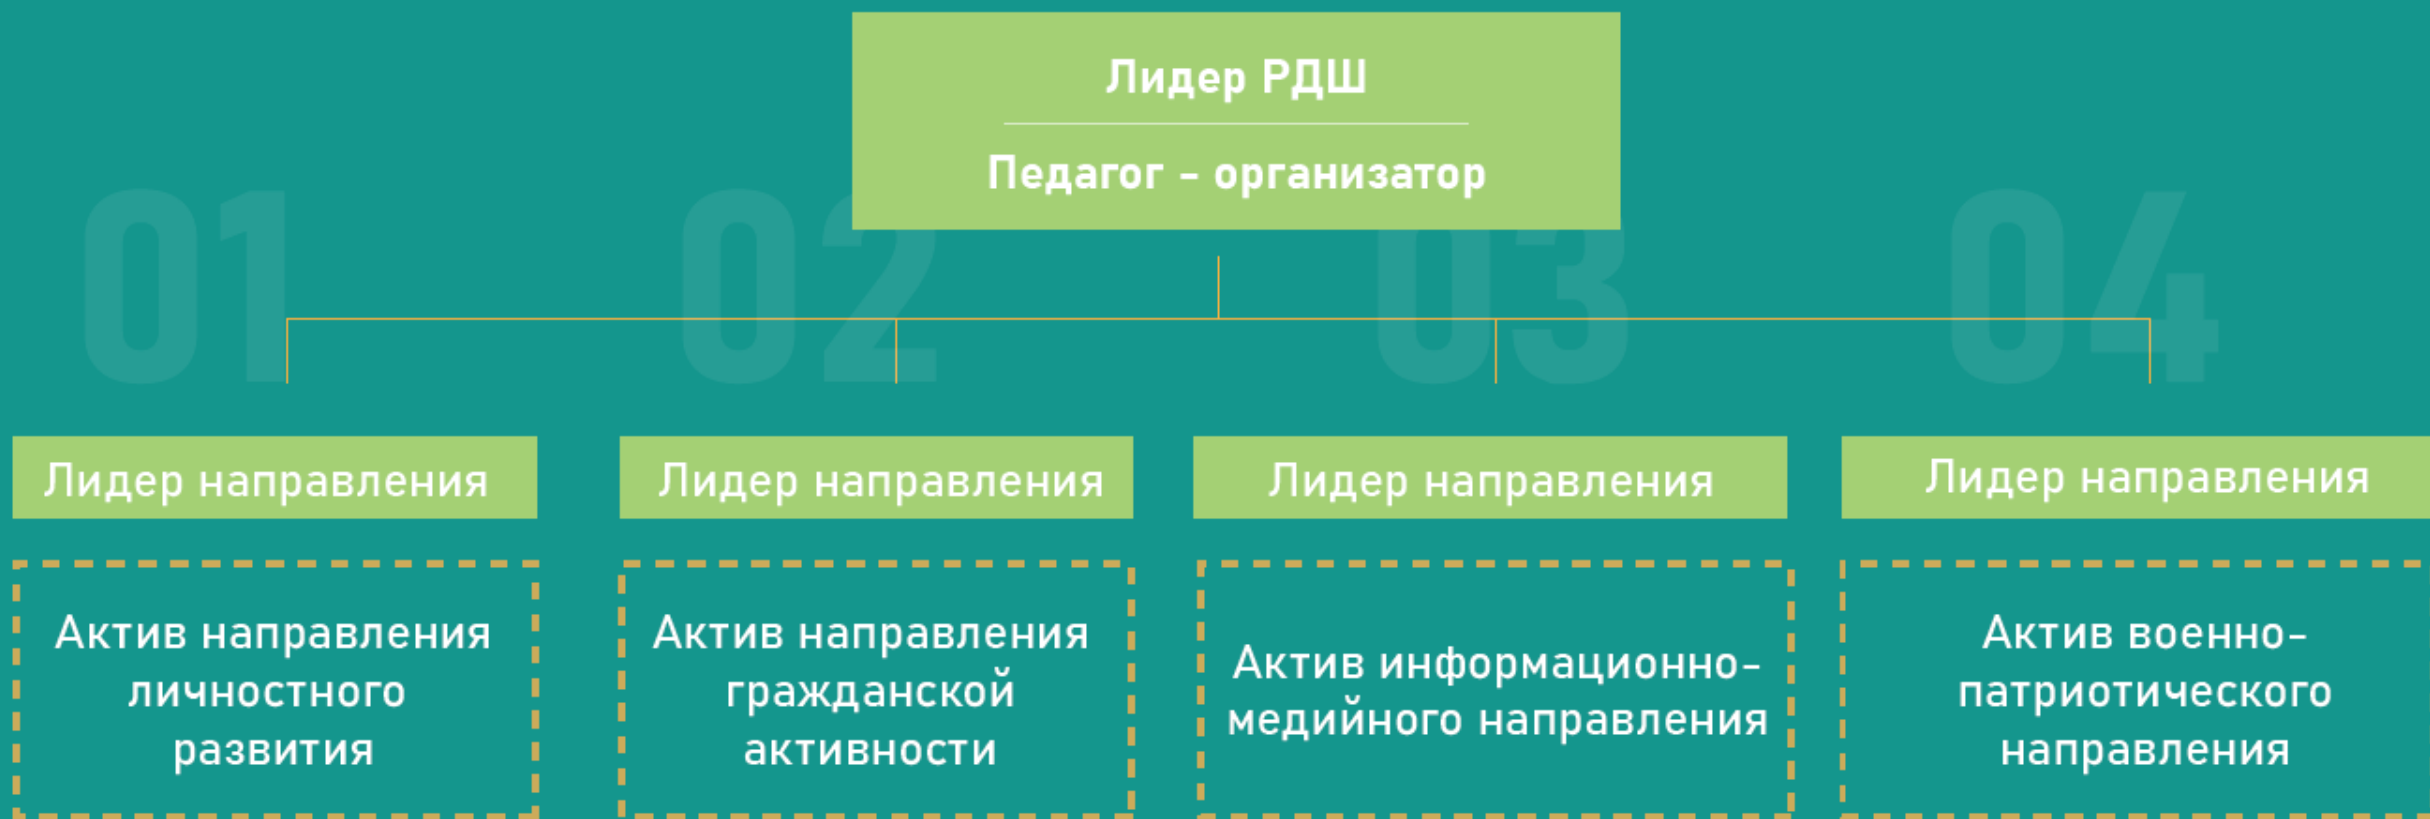 Лидер РДШ
Педагог - организатор
01
02
03
04
Лидер направления
Лидер направления
Лидер направления
Лидер направления
Актив направления
личностного
развития
Актив направления
гражданской
активности
Актив информационно-
медийного направления
Актив военно-
патриотического
направления